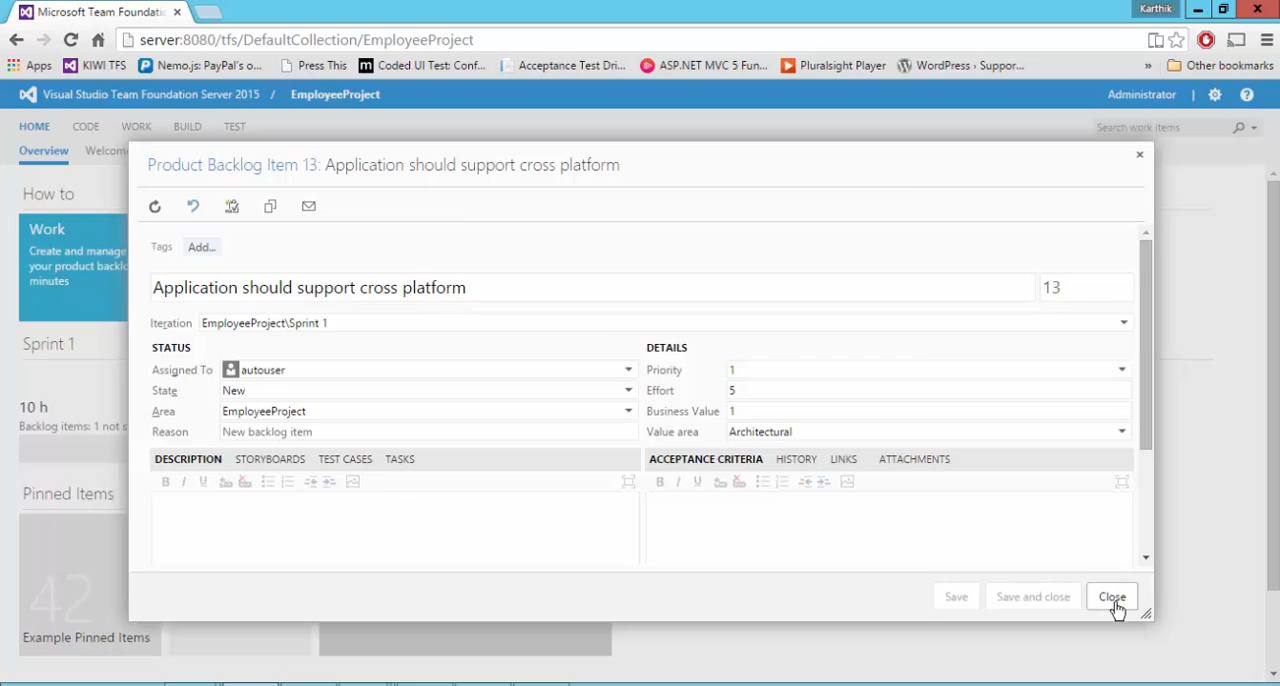 Microsoft Team Foundatic ×
Karthik
server:8080/tfs/DefaultCollection/EmployeeProject
Apps KIWI TFS Nemo.js: PayPal's o... Press This Coded UI Test: Conf... Acceptance Test Dri... ASP.NET MVC 5 Fun... Pluralsight Player WordPress › Suppor... » Other bookmarks
Visual Studio Team Foundation Server 2015 / EmployeeProject Administrator |
HOME CODE WORK BUILD TEST Search work items
Overview Welcom
Product Backlog Item 13: Application should support cross platform
How to
Work
Create and manage
your product backlo
minutes
Tags Add...
Application should support cross platform 13
Iteration EmployeeProject\Sprint 1
Sprint 1
STATUS DETAILS
Assigned To autouser Priority 1
State New Effort 5
Area EmployeeProject Business Value 1
Reason New backlog item Value area Architectural
10 h
Backlog items: 1 not s
DESCRIPTION STORYBOARDS TEST CASES TASKS ACCEPTANCE CRITERIA HISTORY LINKS ATTACHMENTS
B I U B I U
Pinned Items
42
Example Pinned Items
Save Save and close Close